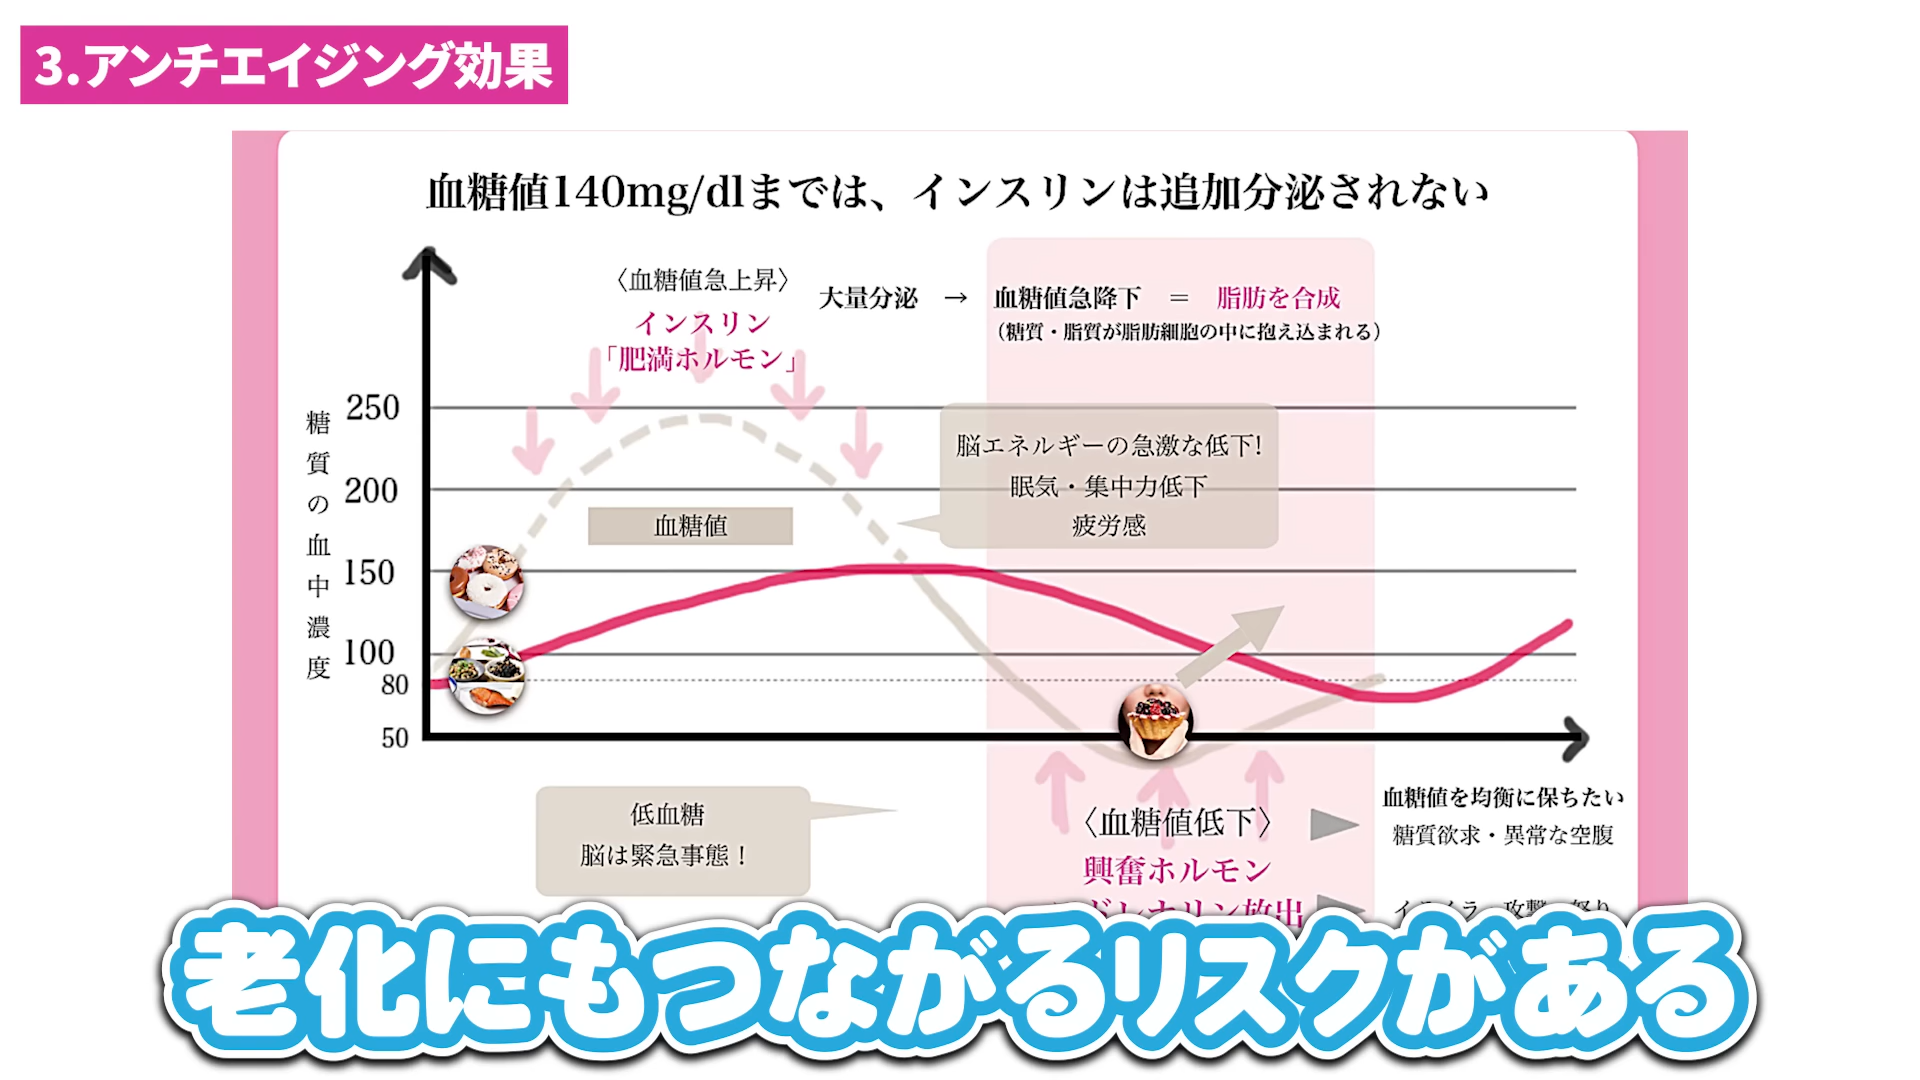 3.アンチエイジング効果
血糖値140mg/dlまでは、インスリンは追加分泌されない
〈血糖値急上昇〉
インスリン
「肥満ホルモン」
大量分泌 → 血糖値急降下 = 脂肪を合成
(糖質・脂質が脂肪細胞の中に抱え込まれる)
糖質の血中濃度
250
200
150
100
80
50
血糖値
脳エネルギーの急激な低下!
眠気・集中力低下
疲労感
低血糖
脳は緊急事態!
〈血糖値低下〉
興奮ホルモン
ドレナリン放出
血糖値を均衡に保ちたい
糖質欲求・異常な空腹
老化にもつながるリスクがある